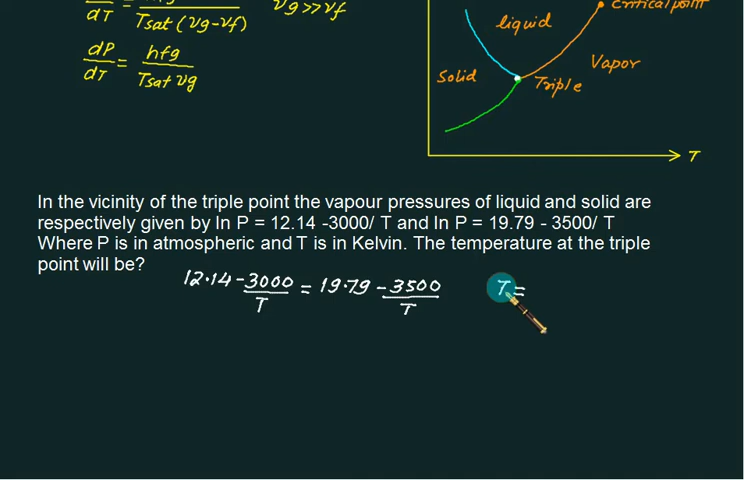 dT = Tsat (vg-vf) vg>>vf
Critical point
liquid
dP/dT = hfg/Tsat vg
Solid
Vapor
Triple
T
In the vicinity of the triple point the vapour pressures of liquid and solid are
respectively given by ln P = 12.14 -3000/ T and ln P = 19.79 - 3500/ T
Where P is in atmospheric and T is in Kelvin. The temperature at the triple
point will be?
12.14 - 3000/T = 19.79 - 3500/T T =